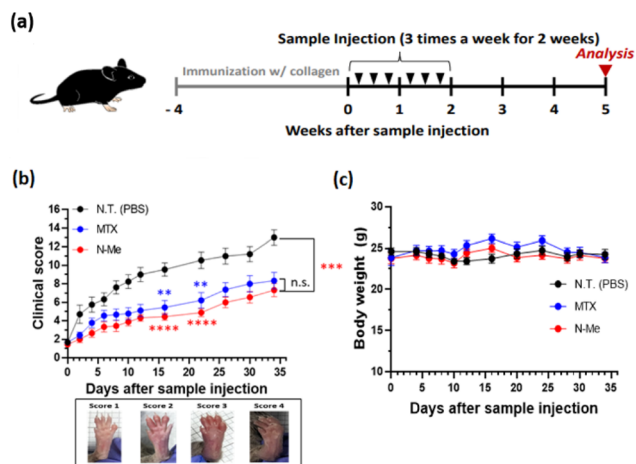 (a)
Sample Injection (3 times a week for 2 weeks)
Analysis
Immunization w/ collagen
- 4 0 1 2 3 4 5
Weeks after sample injection
(b)
16
14
12
10
8
6
4
2
0
Clinical score
N.T. (PBS)
MTX
N-Me
** **
**** ****
***
n.s.
0 5 10 15 20 25 30 35
Days after sample injection
Score 1 Score 2 Score 3 Score 4
(c)
30
25
20
15
10
Body weight (g)
N.T. (PBS)
MTX
N-Me
0 5 10 15 20 25 30 35
Days after sample injection